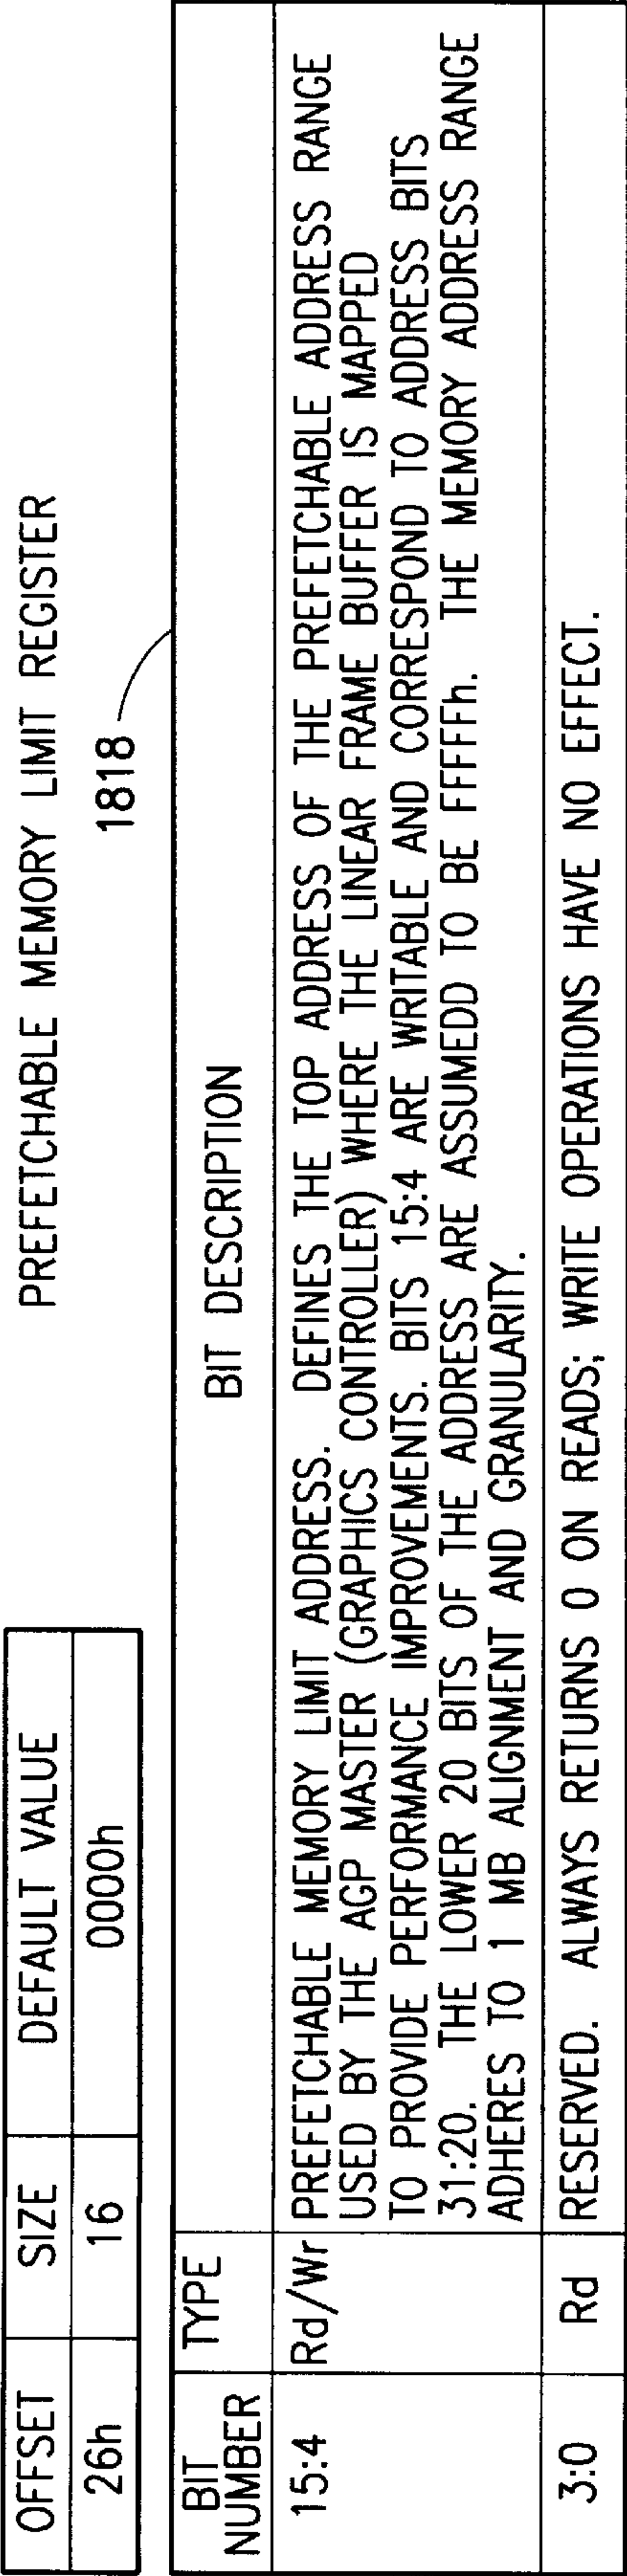 PREFETCHABLE MEMORY LIMIT REGISTER
OFFSET SIZE DEFAULT VALUE
26h 16 0000h
1818
BIT NUMBER TYPE BIT DESCRIPTION
15:4 Rd/Wr PREFETCHABLE MEMORY LIMIT ADDRESS. DEFINES THE TOP ADDRESS OF THE PREFETCHABLE ADDRESS RANGE
USED BY THE AGP MASTER (GRAPHICS CONTROLLER) WHERE THE LINEAR FRAME BUFFER IS MAPPED
TO PROVIDE PERFORMANCE IMPROVEMENTS. BITS 15:4 ARE WRITABLE AND CORRESPOND TO ADDRESS BITS
31:20. THE LOWER 20 BITS OF THE ADDRESS ARE ASSUMEDD TO BE FFFFFh. THE MEMORY ADDRESS RANGE
ADHERES TO 1 MB ALIGNMENT AND GRANULARITY.
3:0 Rd RESERVED. ALWAYS RETURNS 0 ON READS; WRITE OPERATIONS HAVE NO EFFECT.